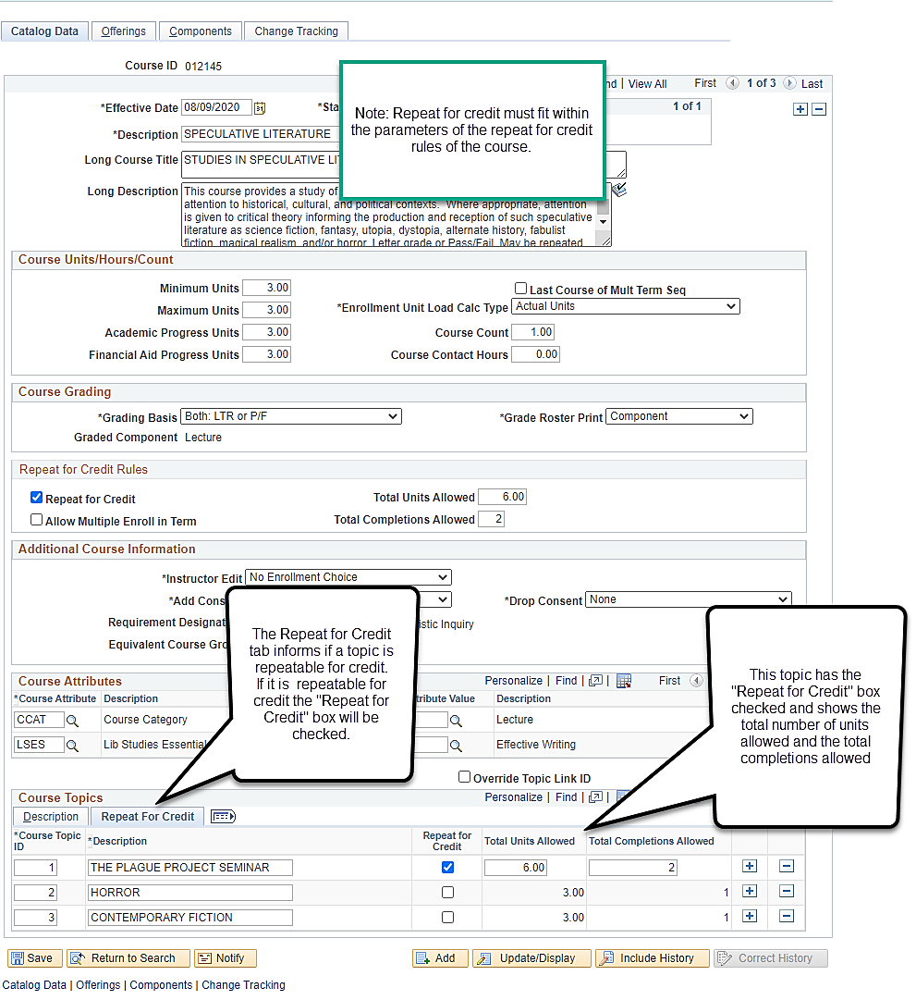 Catalog Data Offerings Components Change Tracking
Course ID 012145
nd | View All First 1 of 3 Last
Note: Repeat for credit must fit within
the parameters of the repeat for credit
rules of the course.
*Effective Date 08/09/2020 31 *Sta 1 of 1
*Description SPECULATIVE LITERATURE
Long Course Title STUDIES IN SPECULATIVE LI
Long Description This course provides a study of
attention to historical, cultural, and political contexts. Where appropriate, attention
is given to critical theory informing the production and reception of such speculative
literature as science fiction, fantasy, utopia, dystopia, alternate history, fabulist
fiction, magical realism, and/or horror. Letter grade or Pass/Fail. May be repeated
Course Units/Hours/Count
Minimum Units 3.00 Last Course of Mult Term Seq
Maximum Units 3.00 *Enrollment Unit Load Calc Type Actual Units
Academic Progress Units 3.00 Course Count 1.00
Financial Aid Progress Units 3.00 Course Contact Hours 0.00
Course Grading
*Grading Basis Both: LTR or P/F *Grade Roster Print Component
Graded Component Lecture
Repeat for Credit Rules
Repeat for Credit Total Units Allowed 6.00
Allow Multiple Enroll in Term Total Completions Allowed 2
Additional Course Information
*Instructor Edit No Enrollment Choice
*Add Cons *Drop Consent None
Requirement Designat istic Inquiry
Equivalent Course Gro
The Repeat for Credit
tab informs if a topic is
repeatable for credit.
If it is repeatable for
credit the "Repeat for
Credit" box will be
checked.
This topic has the
"Repeat for Credit" box
checked and shows the
total number of units
allowed and the total
completions allowed
Course Attributes Personalize | Find | | First
*Course Attribute Description tribute Value Description
CCAT Course Category Lecture
LSES Lib Studies Essential Effective Writing
Override Topic Link ID
Course Topics Personalize | Find | |
Description Repeat For Credit
*Course Topic ID *Description Repeat for Credit Total Units Allowed Total Completions Allowed
1 THE PLAGUE PROJECT SEMINAR 6.00 2
2 HORROR 3.00 1
3 CONTEMPORARY FICTION 3.00 1
Save Return to Search Notify Add Update/Display Include History Correct History
Catalog Data | Offerings | Components | Change Tracking